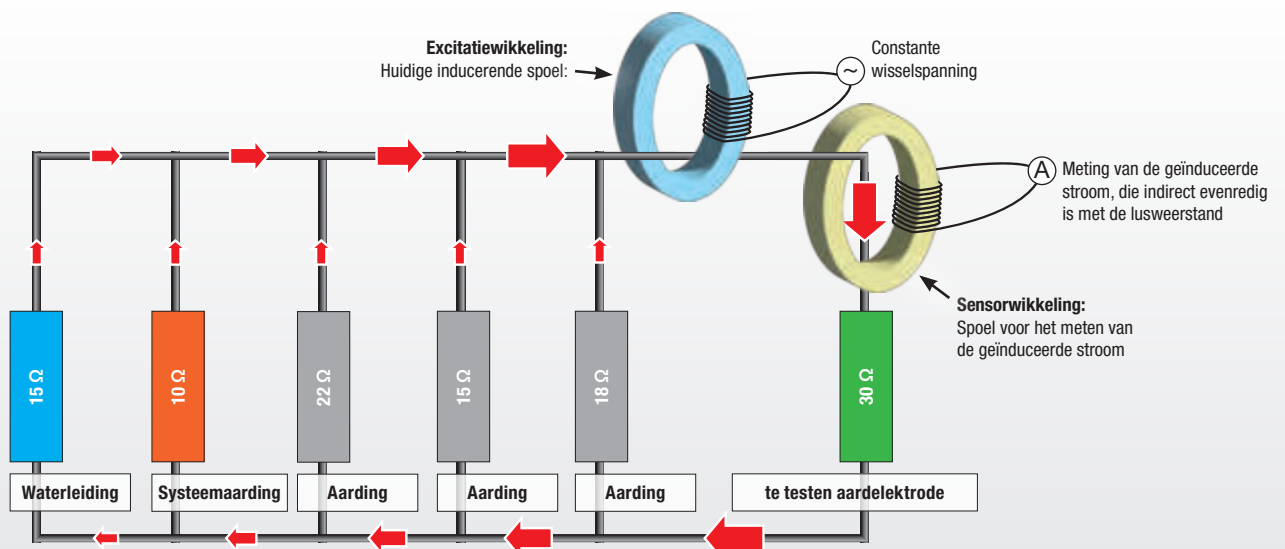 Excitatiewikkeling:
Huidige inducerende spoel:
Constante
wisselspanning
~
A
Meting van de geïnduceerde
stroom, die indirect evenredig
is met de lusweerstand
Sensorwikkeling:
Spoel voor het meten van
de geïnduceerde stroom
15 Ω
10 Ω
22 Ω
15 Ω
18 Ω
30 Ω
Waterleiding
Systeemaarding
Aarding
Aarding
Aarding
te testen aardelektrode